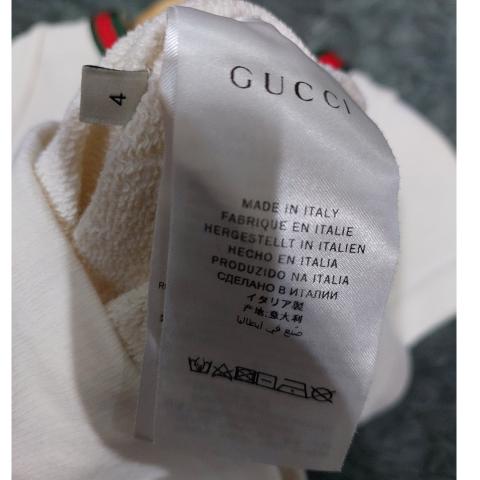 GUCCI
4
MADE IN ITALY
FABRIQUE EN ITALIE
HERGESTELLT IN ITALIEN
HECHO EN ITALIA
PRODUZIDO NA ITALIA
СДЕЛАНО В ИТАЛИИ
イタリア製
产地:意大利
صنع في ايطاليا